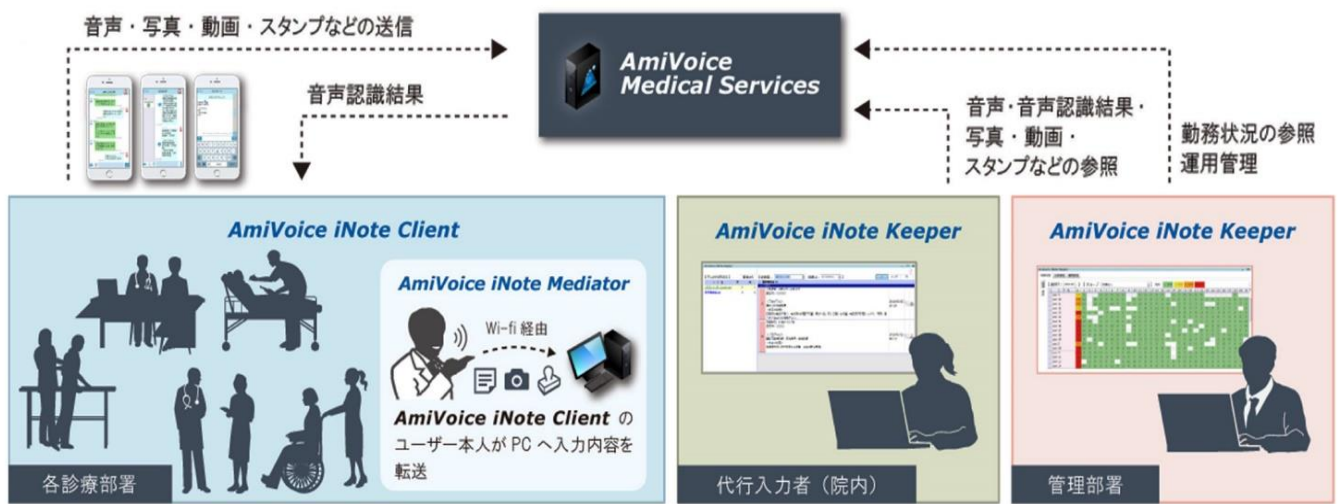 音声・写真・動画・スタンプなどの送信
音声認識結果
AmiVoice
Medical Services
音声・音声認識結果・
写真・動画・
スタンプなどの参照
勤務状況の参照
運用管理
AmiVoice iNote Client
AmiVoice iNote Mediator
Wi-fi 経由
AmiVoice iNote Client の
ユーザー本人が PC へ入力内容を
転送
各診療部署
AmiVoice iNote Keeper
代行入力者（院内）
AmiVoice iNote Keeper
管理部署